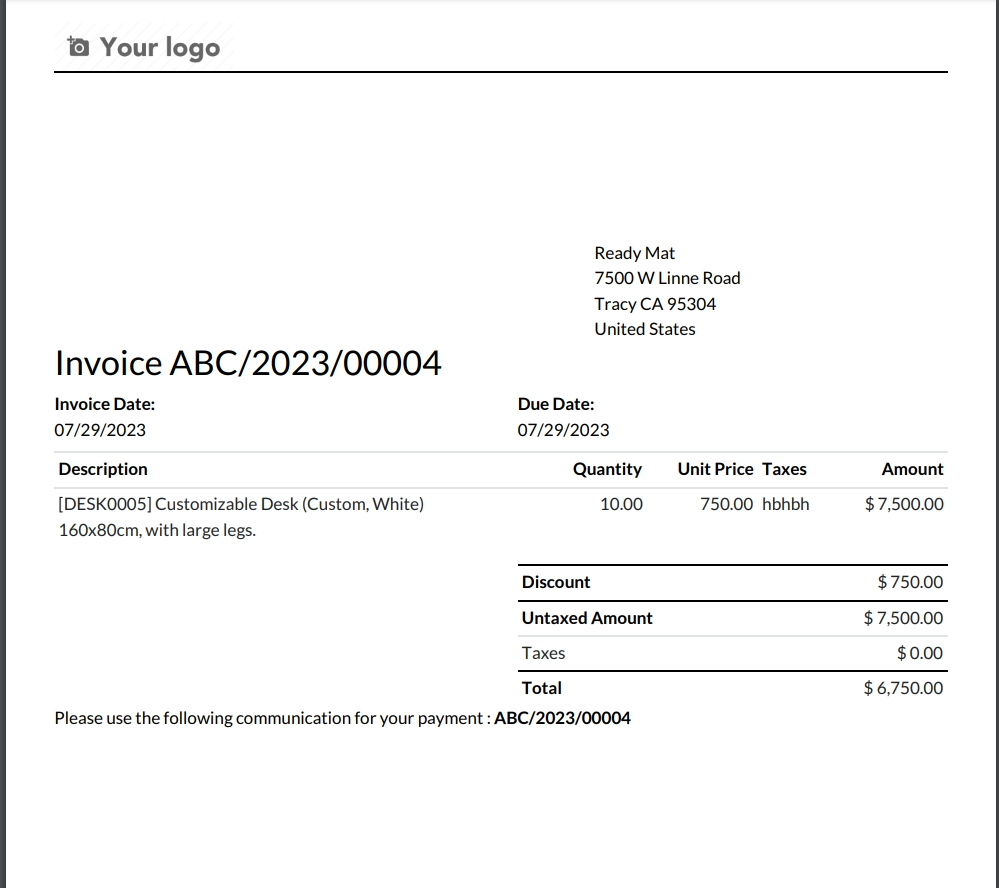 Your logo
Ready Mat
7500 W Linne Road
Tracy CA 95304
United States
Invoice ABC/2023/00004
Invoice Date: Due Date:
07/29/2023 07/29/2023
Description Quantity Unit Price Taxes Amount
[DESK0005] Customizable Desk (Custom, White) 10.00 750.00 hbhbh $ 7,500.00
160x80cm, with large legs.
Discount $ 750.00
Untaxed Amount $ 7,500.00
Taxes $ 0.00
Total $ 6,750.00
Please use the following communication for your payment : ABC/2023/00004